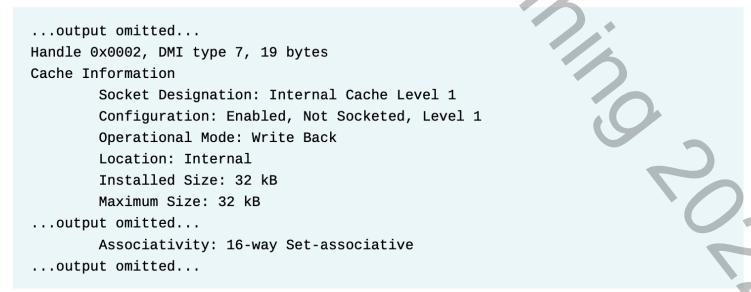 ...output omitted...
Handle 0x0002, DMI type 7, 19 bytes
Cache Information
Socket Designation: Internal Cache Level 1
Configuration: Enabled, Not Socketed, Level 1
Operational Mode: Write Back
Location: Internal
Installed Size: 32 kB
Maximum Size: 32 kB
...output omitted...
Associativity: 16-way Set-associative
...output omitted...